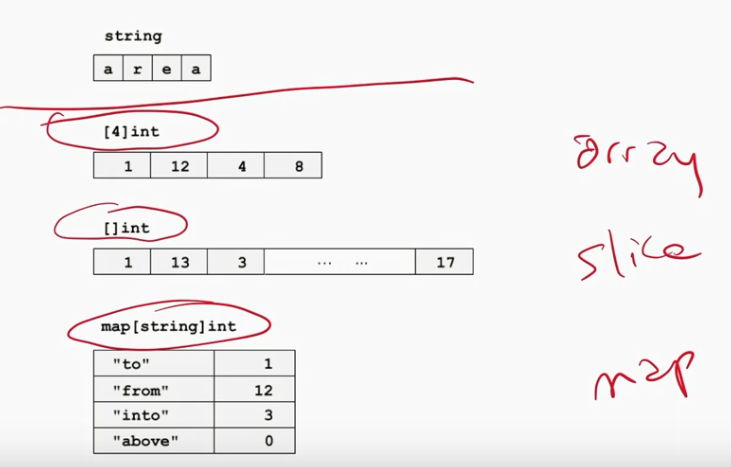 string
a r e a
[4]int
array
1 12 4 8
[]int
slice
1 13 3 ... ... 17
map[string]int
"to" 1
"from" 12
map
"into" 3
"above" 0